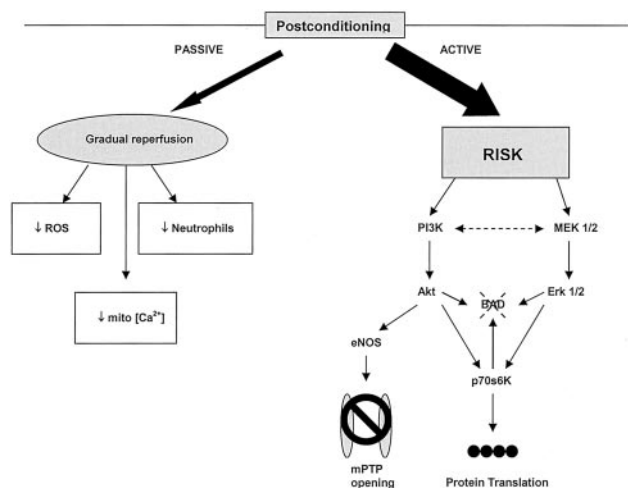 Postconditioning
PASSIVE
ACTIVE
Gradual reperfusion
RISK
↓ ROS
↓ Neutrophils
PI3K
MEK 1/2
↓ mito [Ca²⁺]
Akt
BAD
Erk 1/2
eNOS
p70s6K
mPTP
opening
Protein Translation